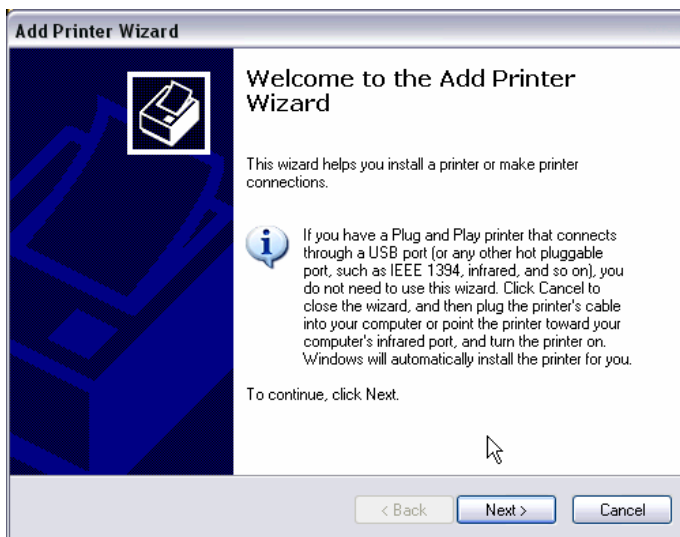 Add Printer Wizard
Welcome to the Add Printer
Wizard
This wizard helps you install a printer or make printer
connections.
If you have a Plug and Play printer that connects
through a USB port (or any other hot pluggable
port, such as IEEE 1394, infrared, and so on), you
do not need to use this wizard. Click Cancel to
close the wizard, and then plug the printer's cable
into your computer or point the printer toward your
computer's infrared port, and turn the printer on.
Windows will automatically install the printer for you.
To continue, click Next.
< Back Next > Cancel